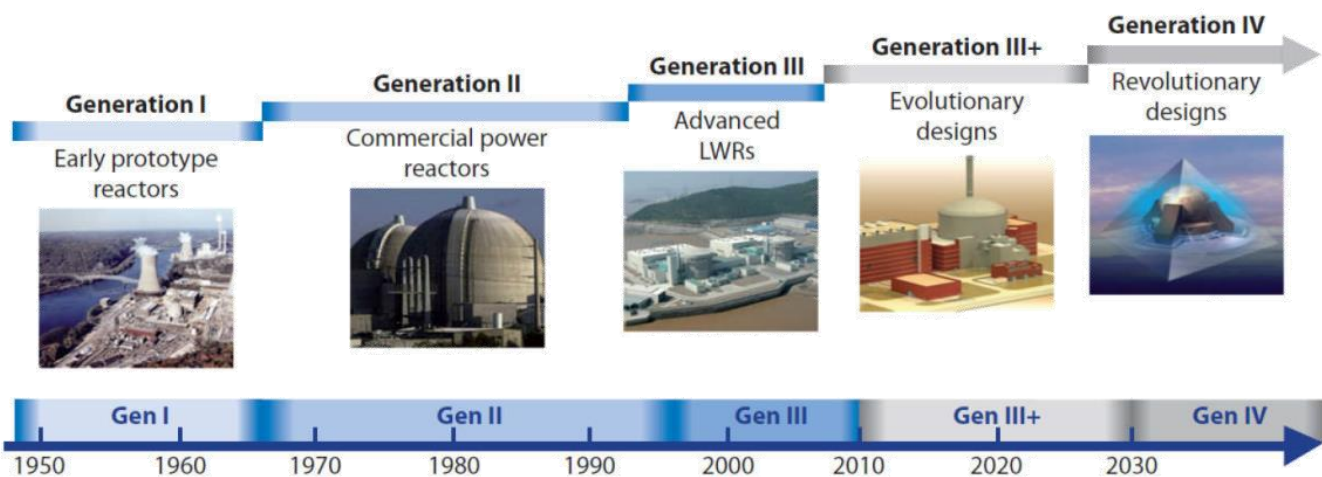 Generation I
Early prototype
reactors
Generation II
Commercial power
reactors
Generation III
Advanced
LWRs
Generation III+
Evolutionary
designs
Generation IV
Revolutionary
designs
Gen I
Gen II
Gen III
Gen III+
Gen IV
1950
1960
1970
1980
1990
2000
2010
2020
2030